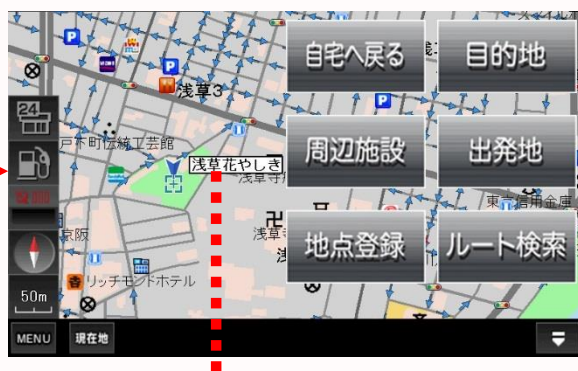 自宅へ戻る
目的地
浅草3
24
戸下町伝統工芸館
周辺施設
出発地
浅草花やしき
浅草寺
東京信用金庫
京阪
卍
浅草
地点登録
ルート検索
リッチモンドホテル
50m
MENU
現在地